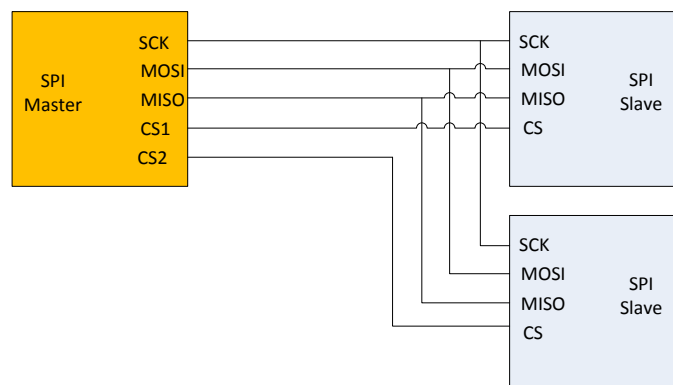 SPI
Master
SCK
MOSI
MISO
CS1
CS2
SCK
MOSI
MISO
CS
SPI
Slave
SCK
MOSI
MISO
CS
SPI
Slave